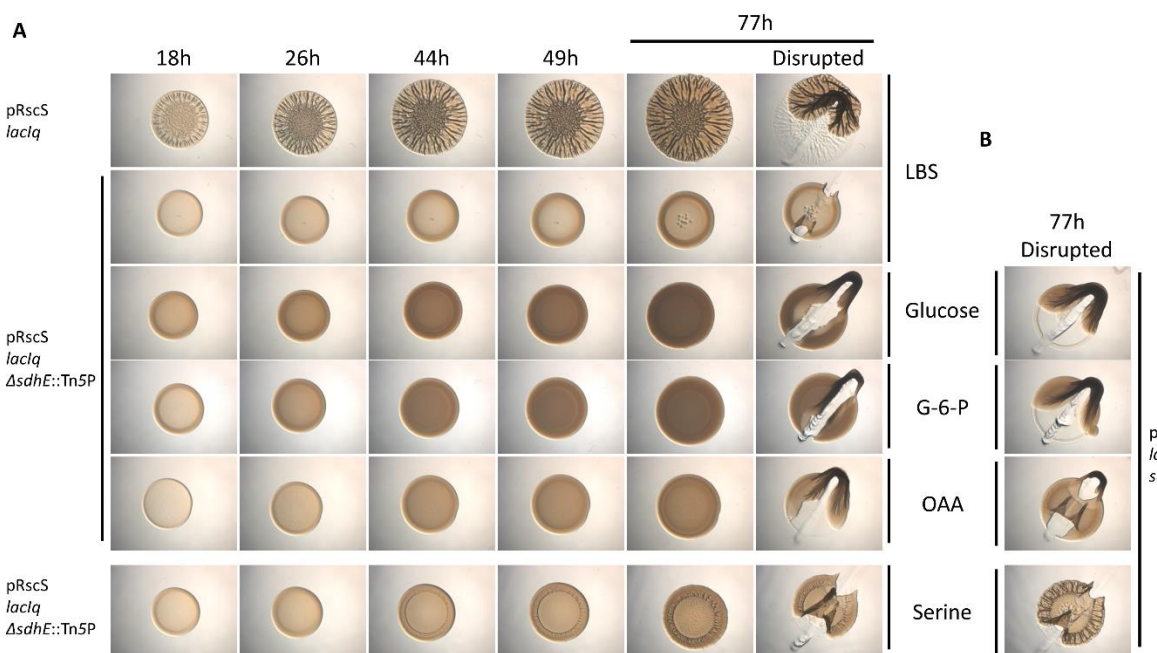 A
77h
18h
26h
44h
49h
Disrupted
pRscS
lacIq
LBS
B
77h
Disrupted
pRscS
lacIq
ΔsdhE::Tn5P
Glucose
G-6-P
OAA
pRscS
lacIq
ΔsdhE::Tn5P
Serine